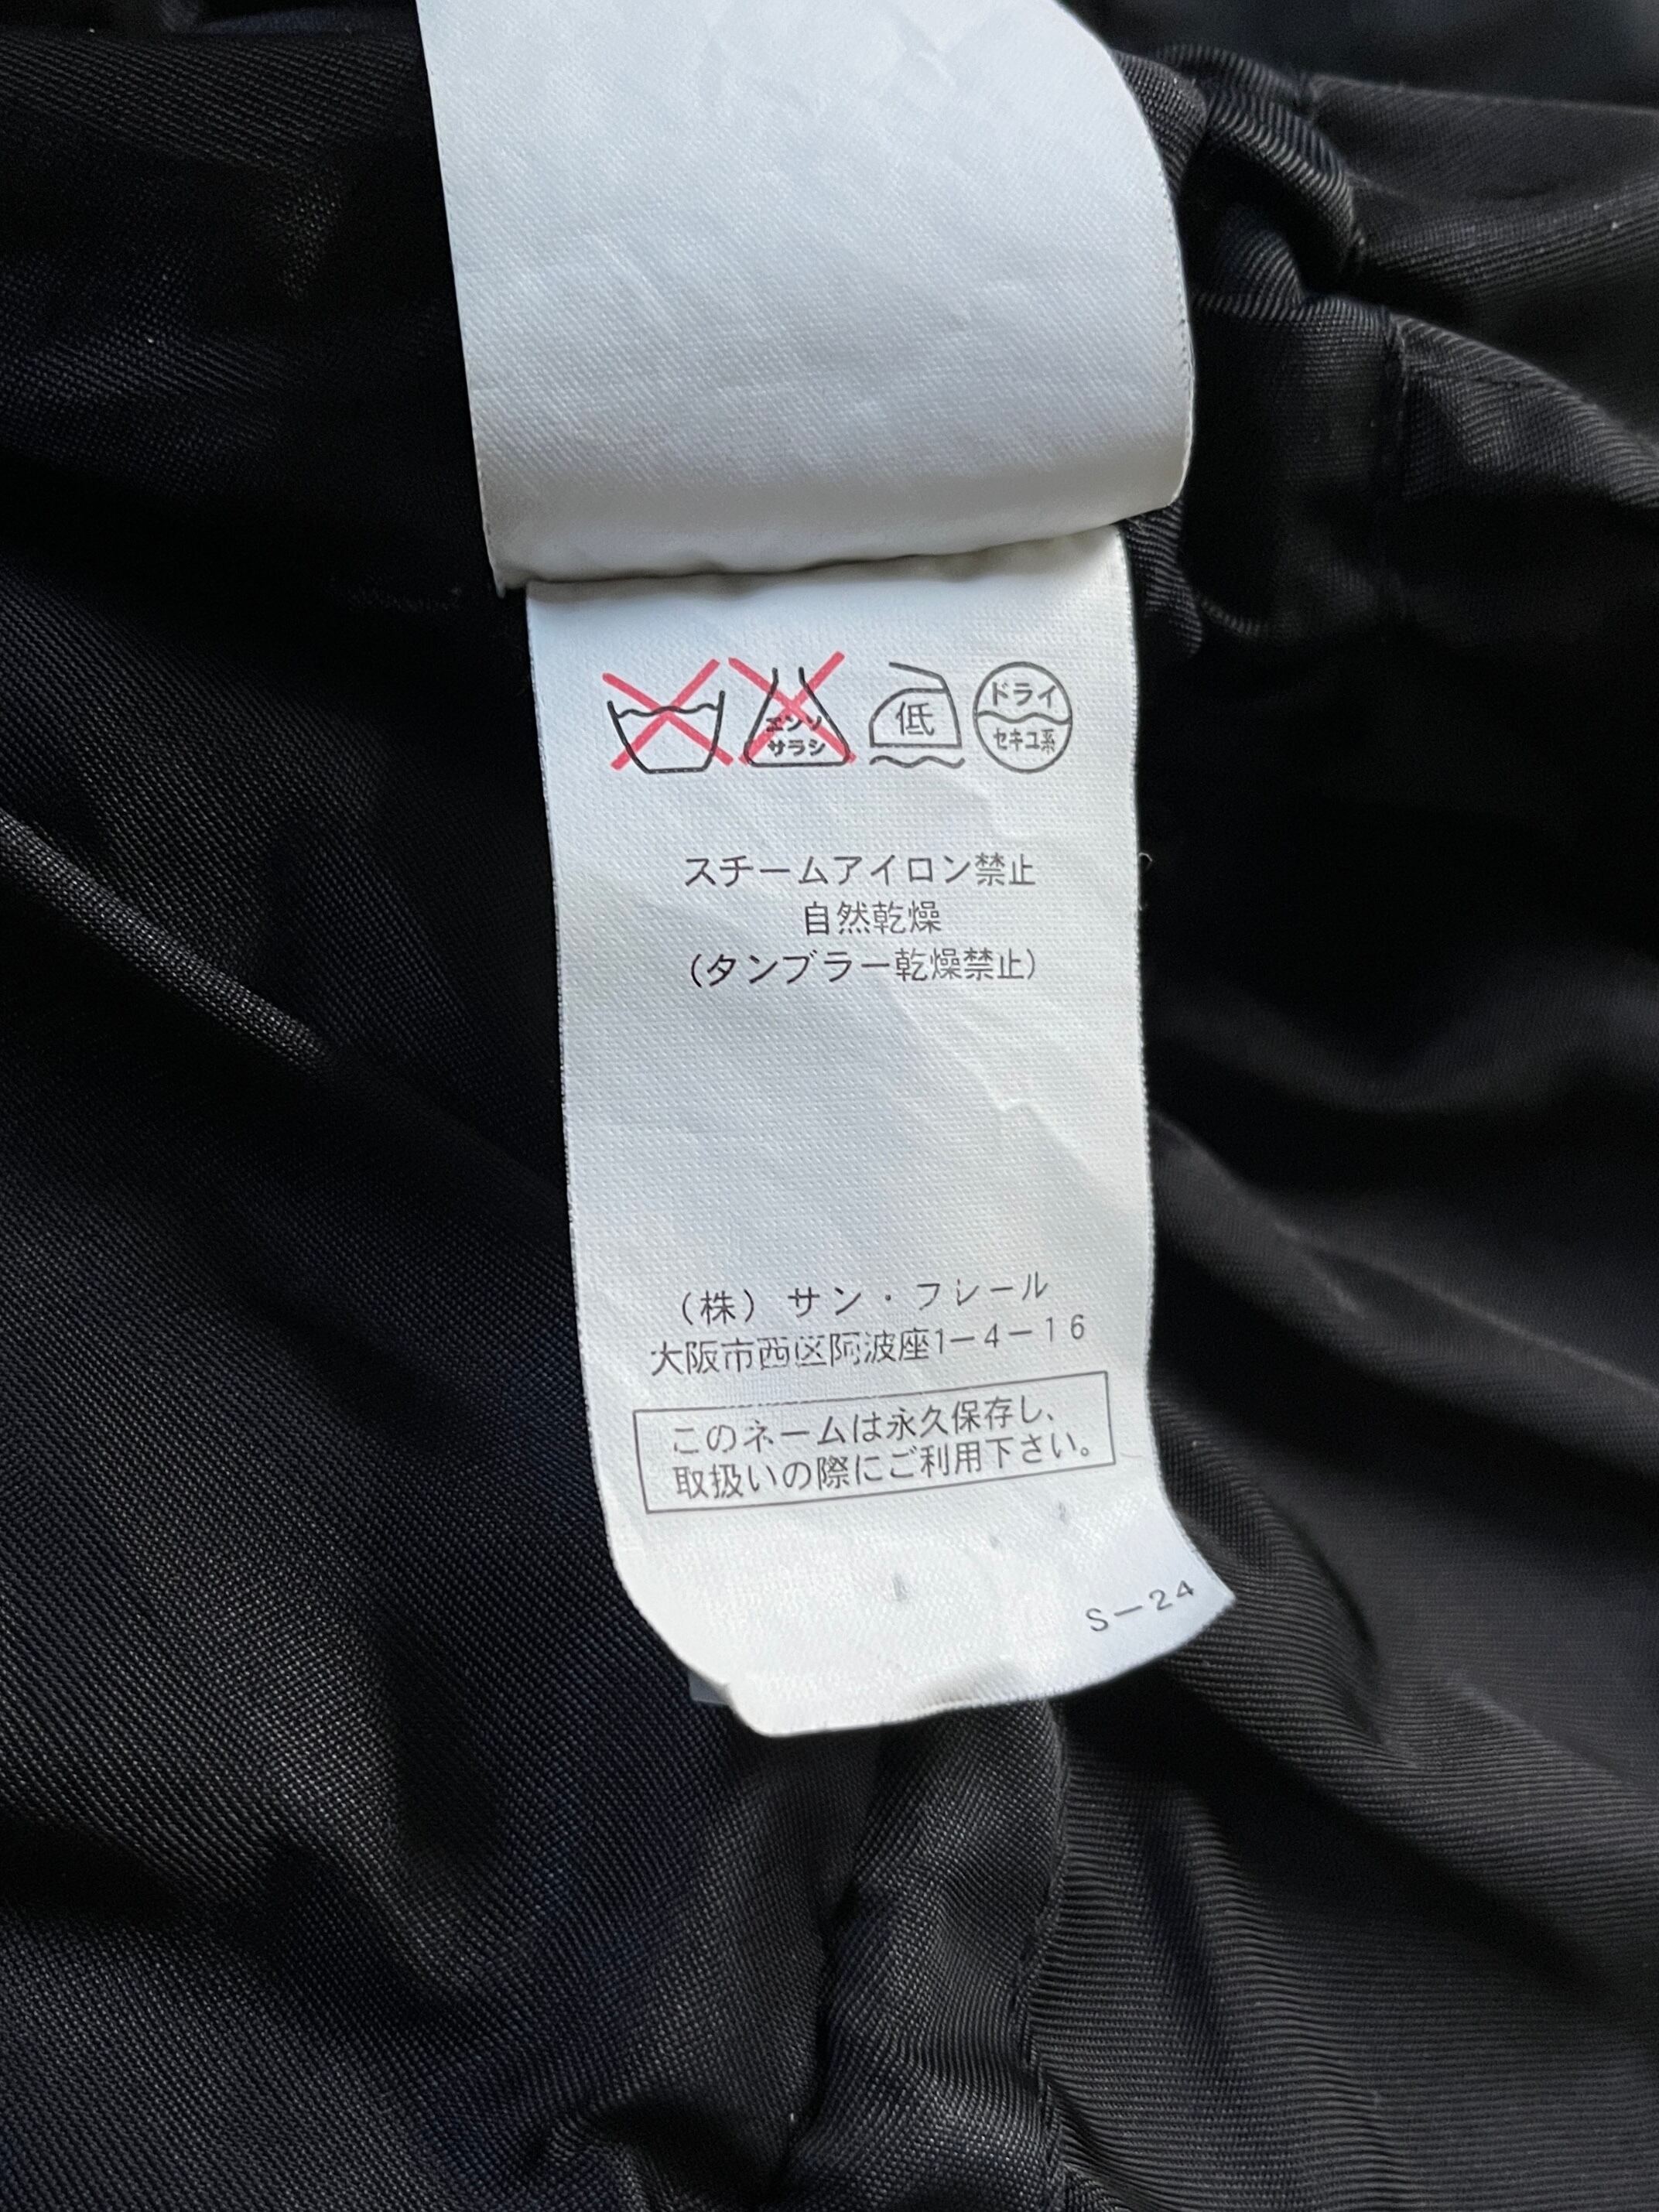 エンソ
サラシ
低
ドライ
セキユ系
スチームアイロン禁止
自然乾燥
(タンブラー乾燥禁止)
(株) サン・フレール
大阪市西区阿波座1-4-16
このネームは永久保存し、
取扱いの際にご利用下さい。
S-24